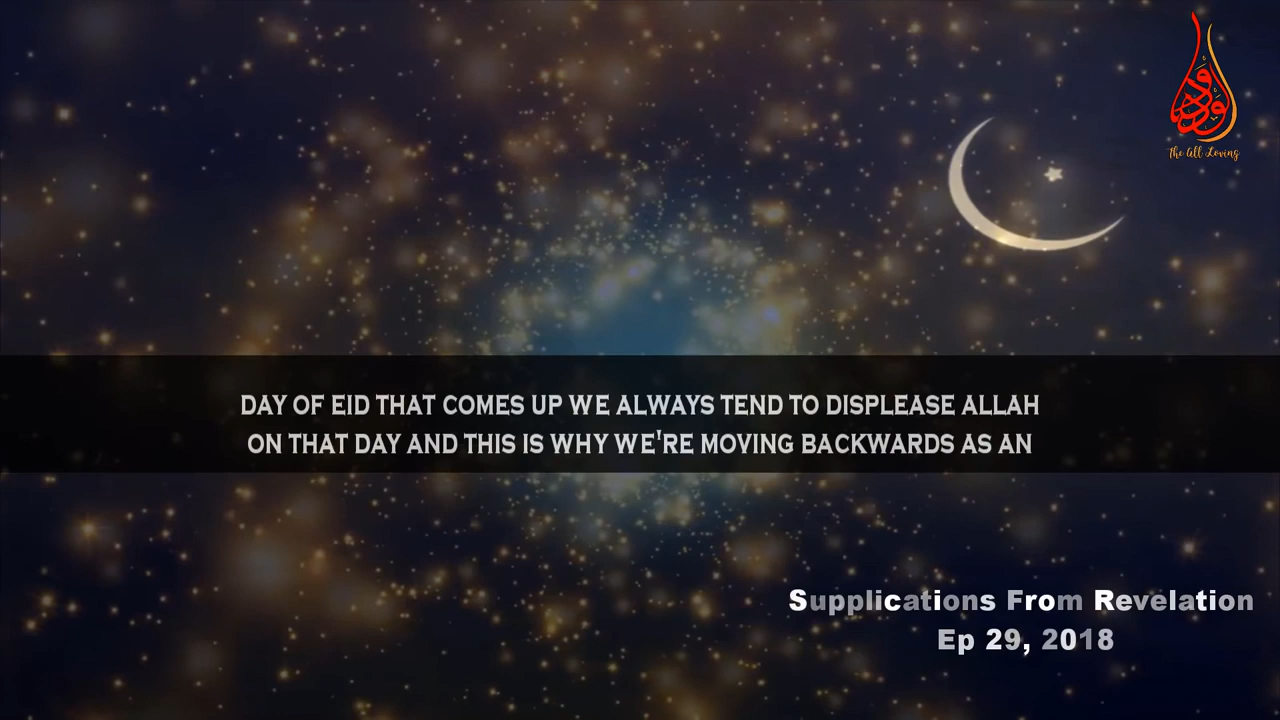 لودود
The All Loving
DAY OF EID THAT COMES UP WE ALWAYS TEND TO DISPLEASE ALLAH
ON THAT DAY AND THIS IS WHY WE'RE MOVING BACKWARDS AS AN
Supplications From Revelation
Ep 29, 2018